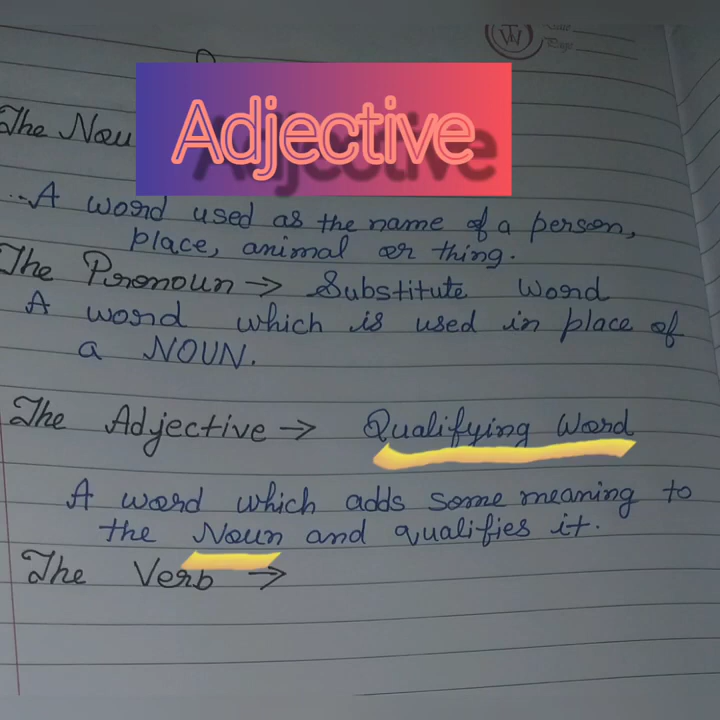 Adjective
The Nou
A word used as the name of a person,
place, animal or thing.
The Pronoun → Substitute Word
A word which is used in place of
a NOUN.
The Adjective → Qualifying Word
A word which adds some meaning to
the Noun and qualifies it.
The Verb →